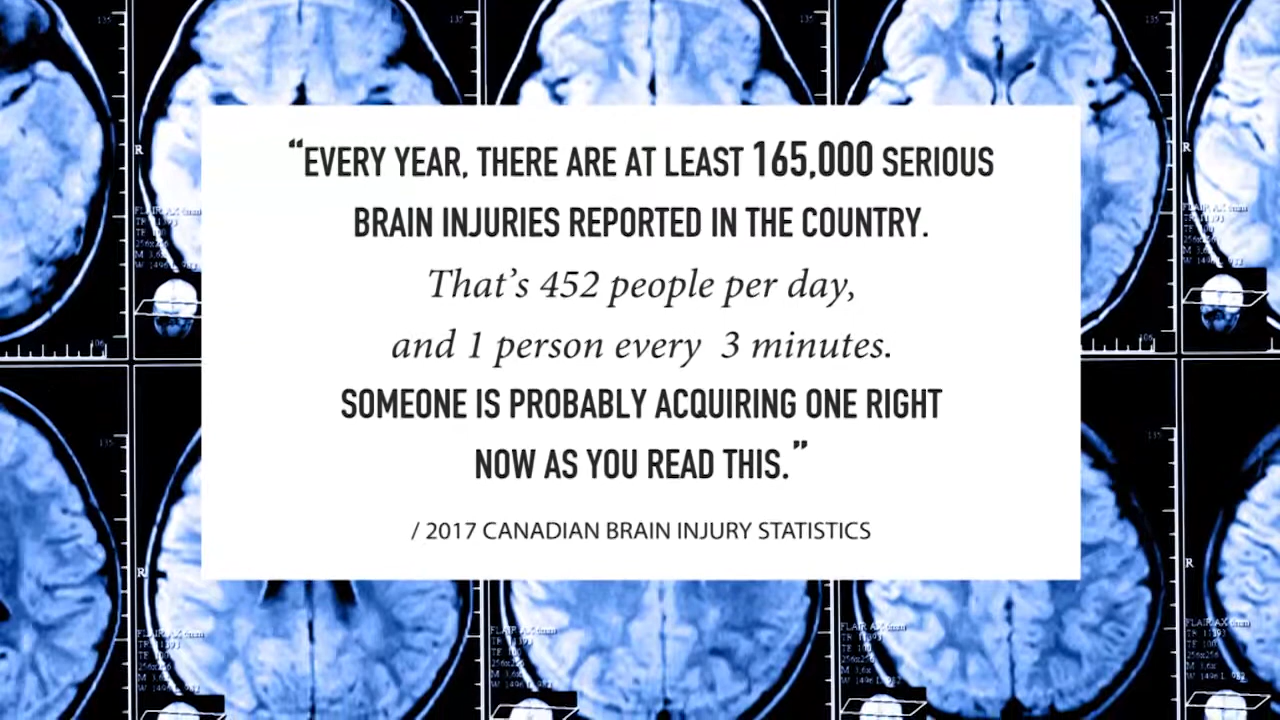 “EVERY YEAR, THERE ARE AT LEAST 165,000 SERIOUS
BRAIN INJURIES REPORTED IN THE COUNTRY.
That’s 452 people per day,
and 1 person every 3 minutes.
SOMEONE IS PROBABLY ACQUIRING ONE RIGHT
NOW AS YOU READ THIS.”
/ 2017 CANADIAN BRAIN INJURY STATISTICS